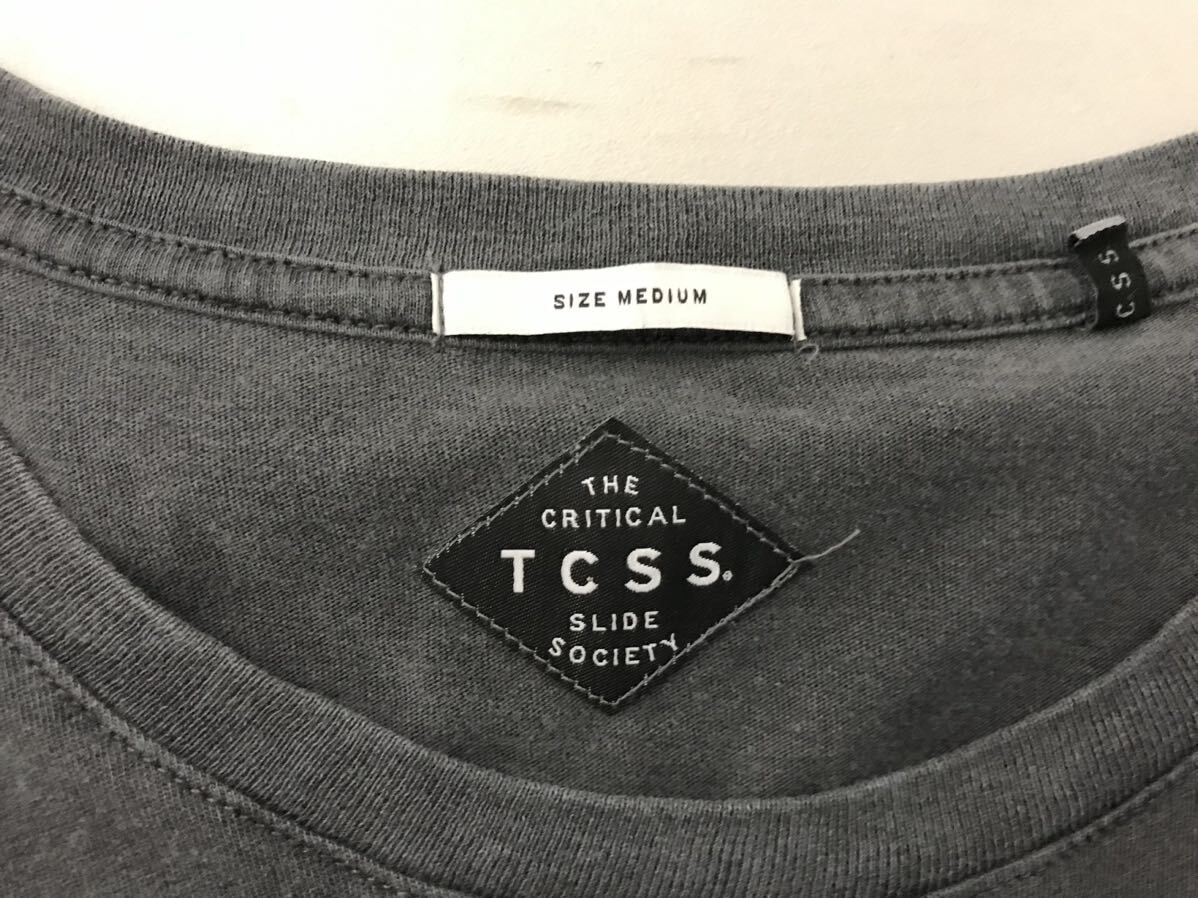 SIZE MEDIUM
THE
CRITICAL
TCSS.
SLIDE
SOCIETY
CSS